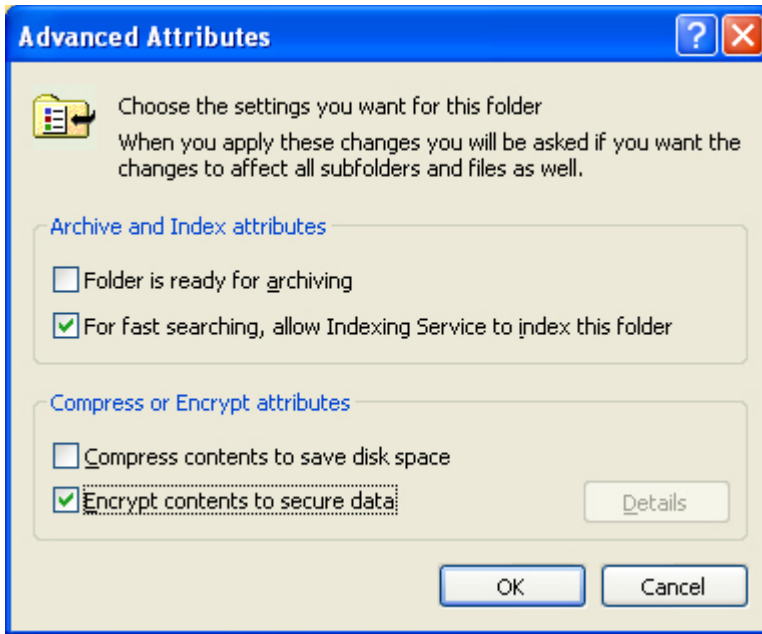 Advanced Attributes
Choose the settings you want for this folder
When you apply these changes you will be asked if you want the
changes to affect all subfolders and files as well.
Archive and Index attributes
Folder is ready for archiving
For fast searching, allow Indexing Service to index this folder
Compress or Encrypt attributes
Compress contents to save disk space
Encrypt contents to secure data
Details
OK
Cancel